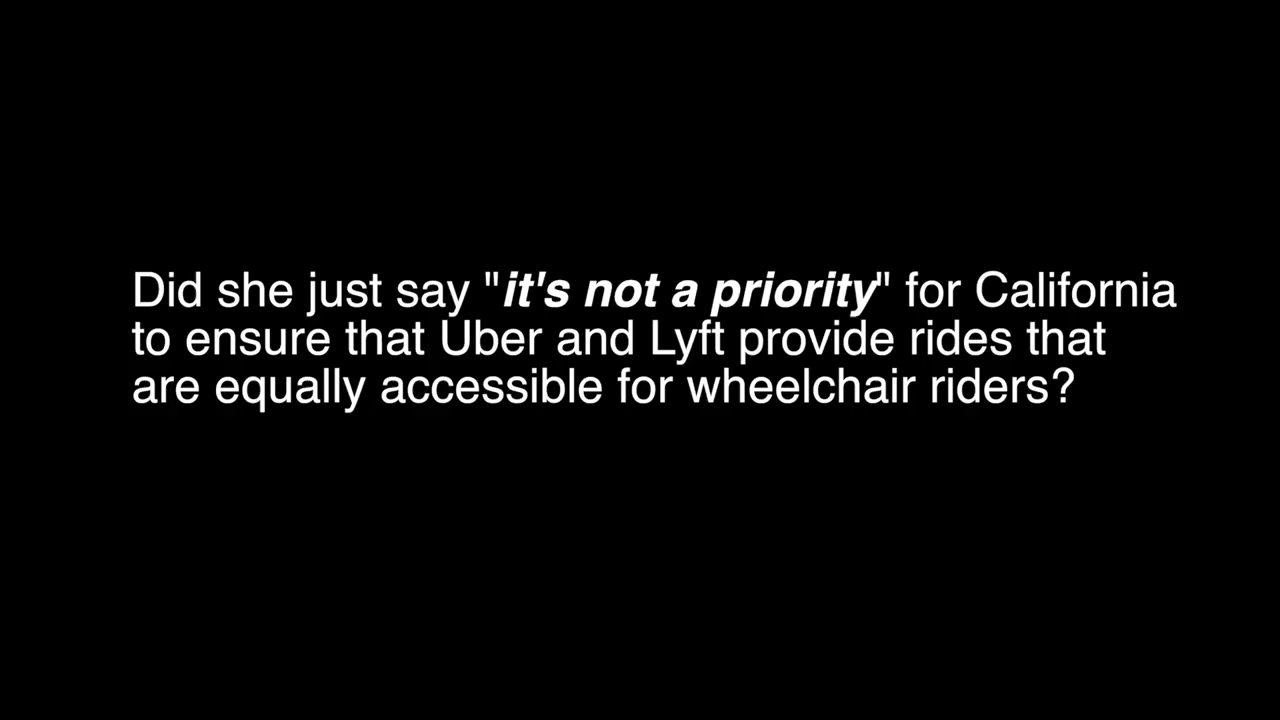 Did she just say "it's not a priority" for California
to ensure that Uber and Lyft provide rides that
are equally accessible for wheelchair riders?